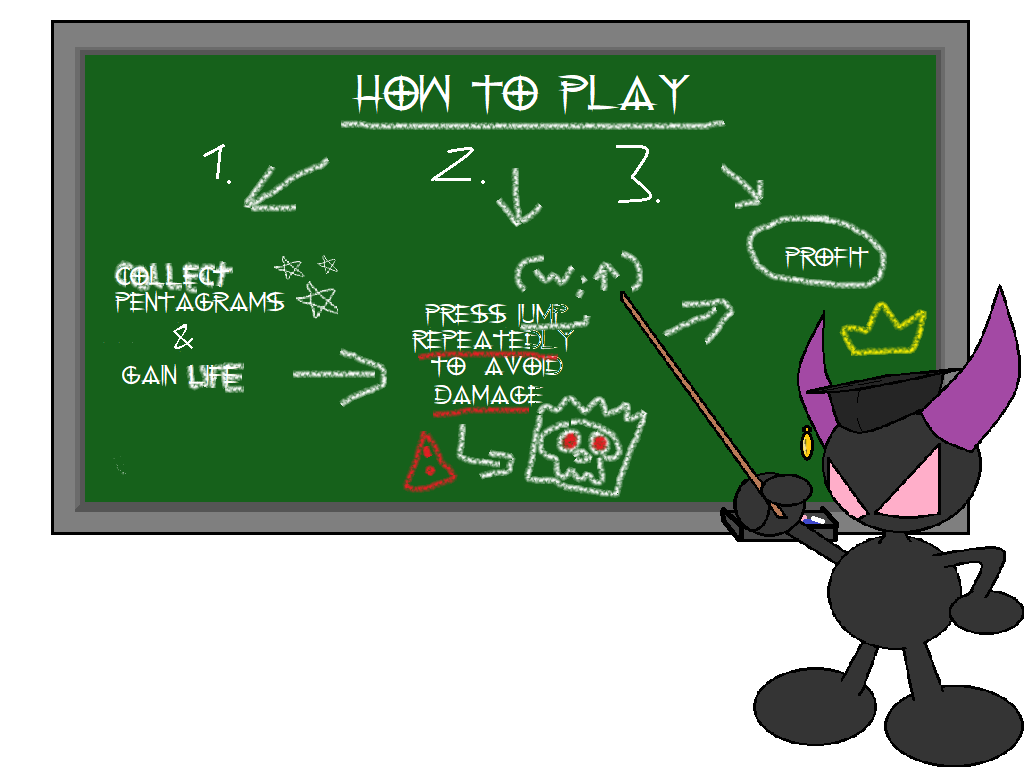 HOW TO PLAY
1.
2.
3.
COLLECT
PENTAGRAMS
&
GAIN LIFE
(W;↑)
PRESS JUMP
REPEATEDLY
TO AVOID
DAMAGE
!
PROFIT